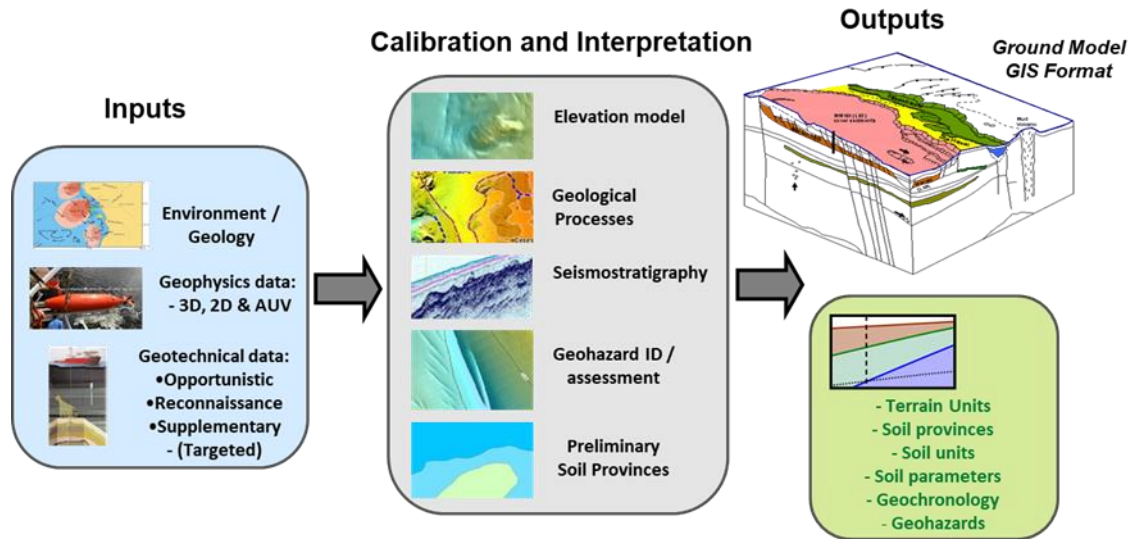 Inputs
Environment /
Geology
Geophysics data:
- 3D, 2D & AUV
Geotechnical data:
•Opportunistic
•Reconnaissance
•Supplementary
- (Targeted)
Calibration and Interpretation
Elevation model
Geological
Processes
Seismostratigraphy
Geohazard ID /
assessment
Preliminary
Soil Provinces
Outputs
Ground Model
GIS Format
Mud
Volcano
- Terrain Units
- Soil provinces
- Soil units
- Soil parameters
- Geochronology
- Geohazards